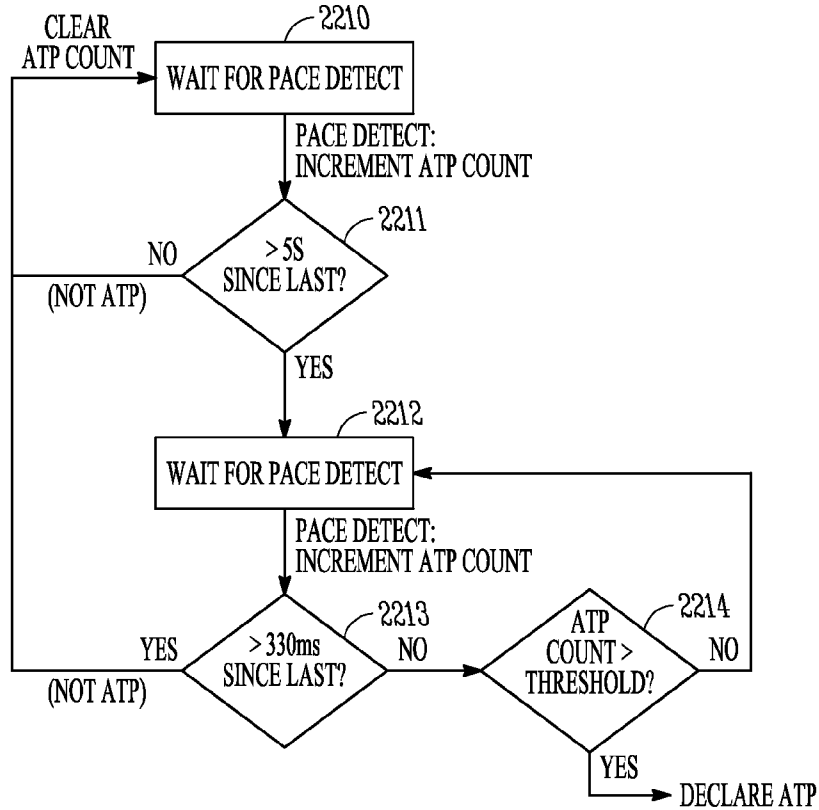 2210
CLEAR
ATP COUNT
WAIT FOR PACE DETECT
PACE DETECT:
INCREMENT ATP COUNT
2211
> 5S
SINCE LAST?
NO
(NOT ATP)
YES
2212
WAIT FOR PACE DETECT
PACE DETECT:
INCREMENT ATP COUNT
2213
> 330ms
SINCE LAST?
YES
(NOT ATP)
NO
2214
ATP
COUNT >
THRESHOLD?
NO
YES
DECLARE ATP